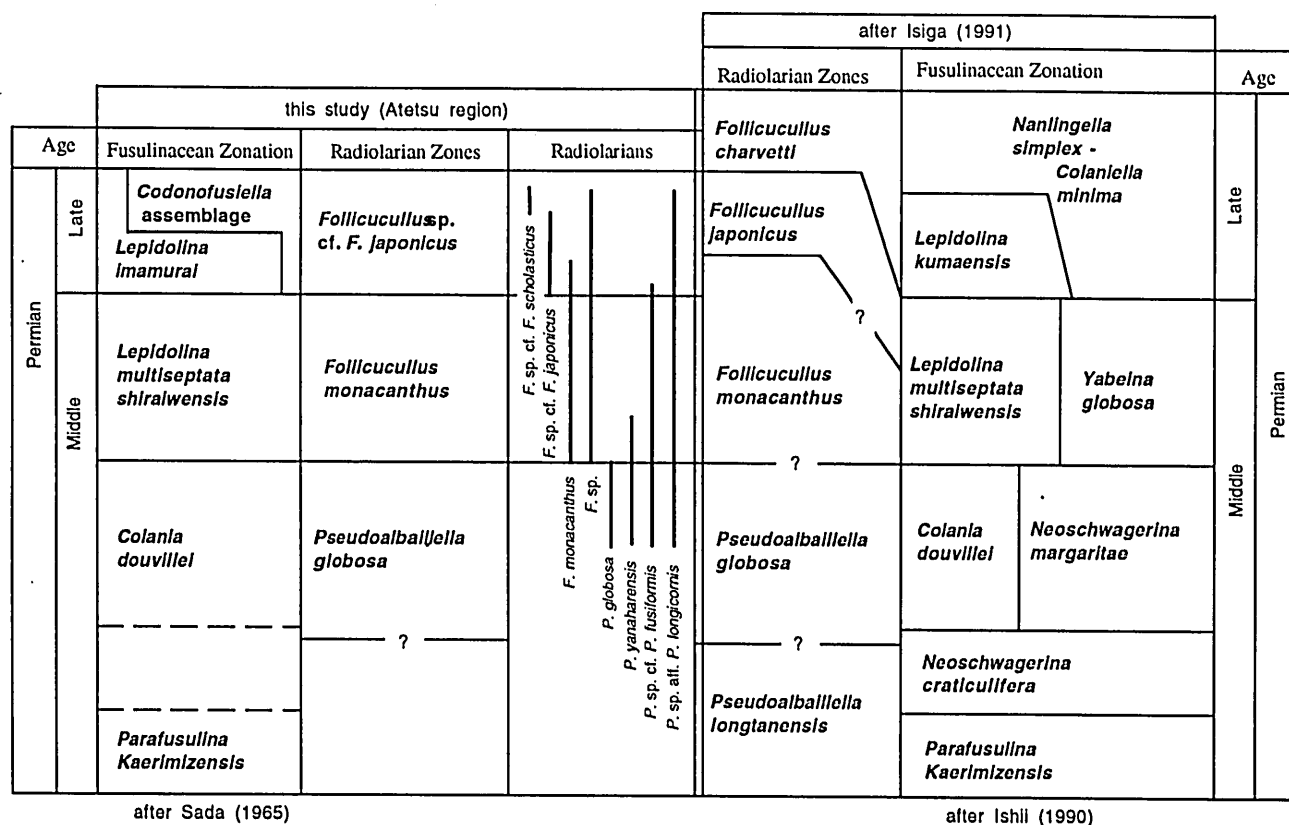 after Isiga (1991)
Radiolarian Zones
Fusulinacean Zonation
Age
this study (Atetsu region)
Age
Fusulinacean Zonation
Radiolarian Zones
Radiolarians
Permian
Late
Middle
Codonofusiella
assemblage
Lepidolina
imamurai
Lepidolina
multiseptata
shiraiwensis
Colania
douvillei
Parafusulina
Kaerimizensis
Follicucullus sp.
cf. F. japonicus
Follicucullus
monacanthus
Pseudoalbaillella
globosa
?
F. sp. cf. F. scholasticus
F. sp. cf. F. japonicus
F. monacanthus
F. sp.
P. globosa
P. yanaharensis
P. sp. cf. P. fusiformis
P. sp. aff. P. longicornis
Follicucullus
charvetti
Follicucullus
japonicus
?
Follicucullus
monacanthus
?
Pseudoalbaillella
globosa
?
Pseudoalbaillella
longtanensis
Nanlingella
simplex -
Colaniella
minima
Lepidolina
kumaensis
Lepidolina
multiseptata
shiraiwensis
Yabeina
globosa
Colania
douvillei
Neoschwagerina
margaritae
Neoschwagerina
craticulifera
Parafusulina
Kaerimizensis
Late
Middle
Permian
after Sada (1965)
after Ishii (1990)